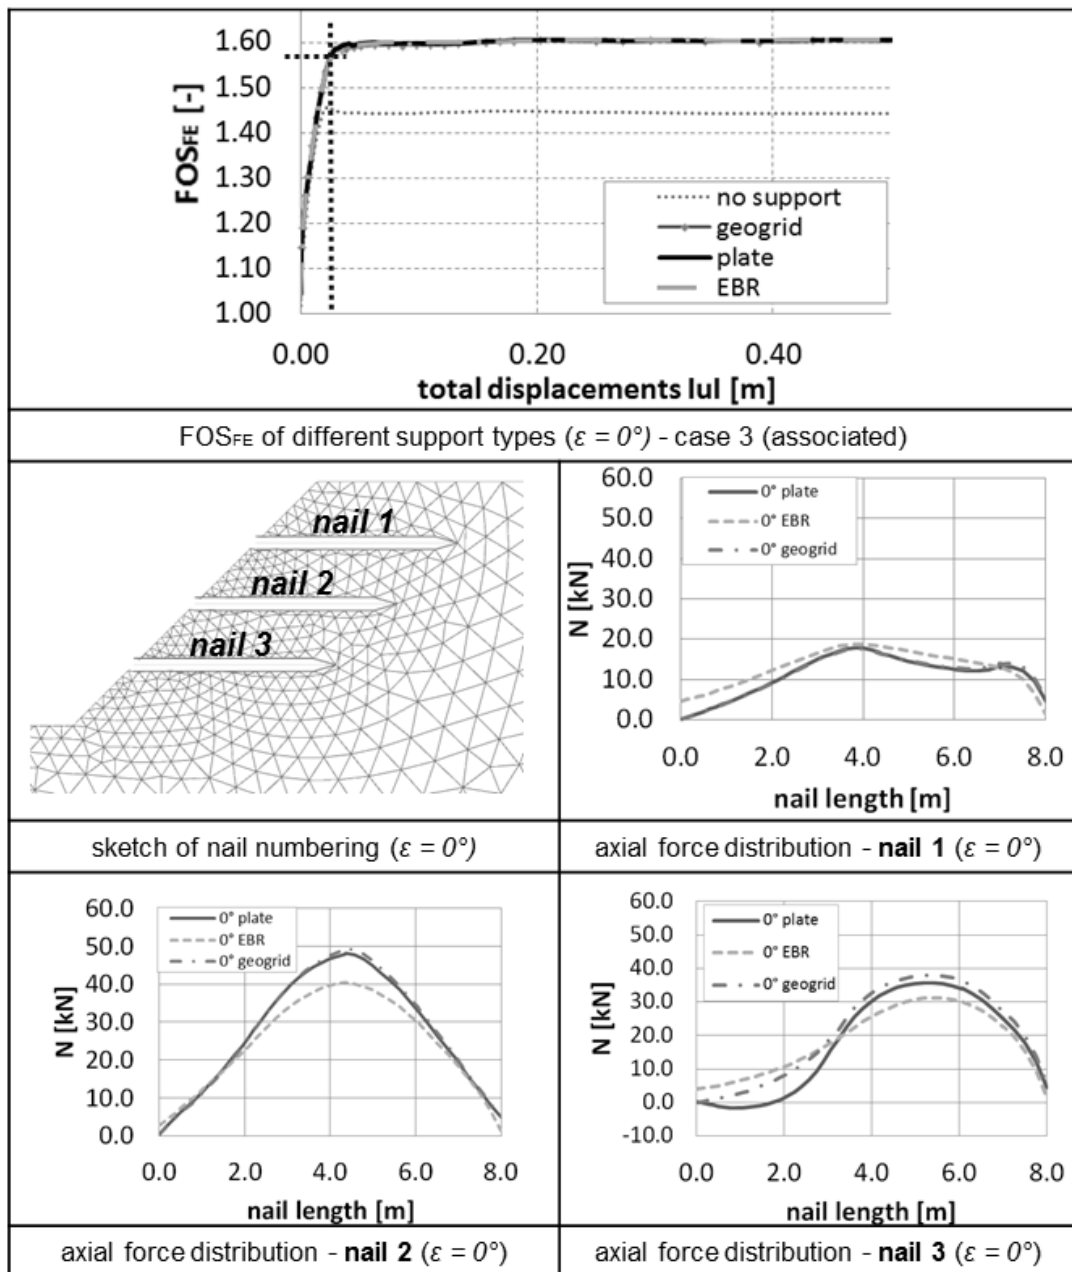 1.60
1.50
1.40
1.30
1.20
1.10
1.00
FOSFE [-]
no support
geogrid
plate
EBR
0.00 0.20 0.40
total displacements IuI [m]
FOSFE of different support types (ε = 0°) - case 3 (associated)
nail 1
nail 2
nail 3
sketch of nail numbering (ε = 0°)
60.0
50.0
40.0
30.0
20.0
10.0
0.0
N [kN]
0° plate
0° EBR
0° geogrid
0.0 2.0 4.0 6.0 8.0
nail length [m]
axial force distribution - nail 1 (ε = 0°)
60.0
50.0
40.0
30.0
20.0
10.0
0.0
N [kN]
0° plate
0° EBR
0° geogrid
0.0 2.0 4.0 6.0 8.0
nail length [m]
axial force distribution - nail 2 (ε = 0°)
60.0
50.0
40.0
30.0
20.0
10.0
0.0
-10.0
N [kN]
0° plate
0° EBR
0° geogrid
0.0 2.0 4.0 6.0 8.0
nail length [m]
axial force distribution - nail 3 (ε = 0°)